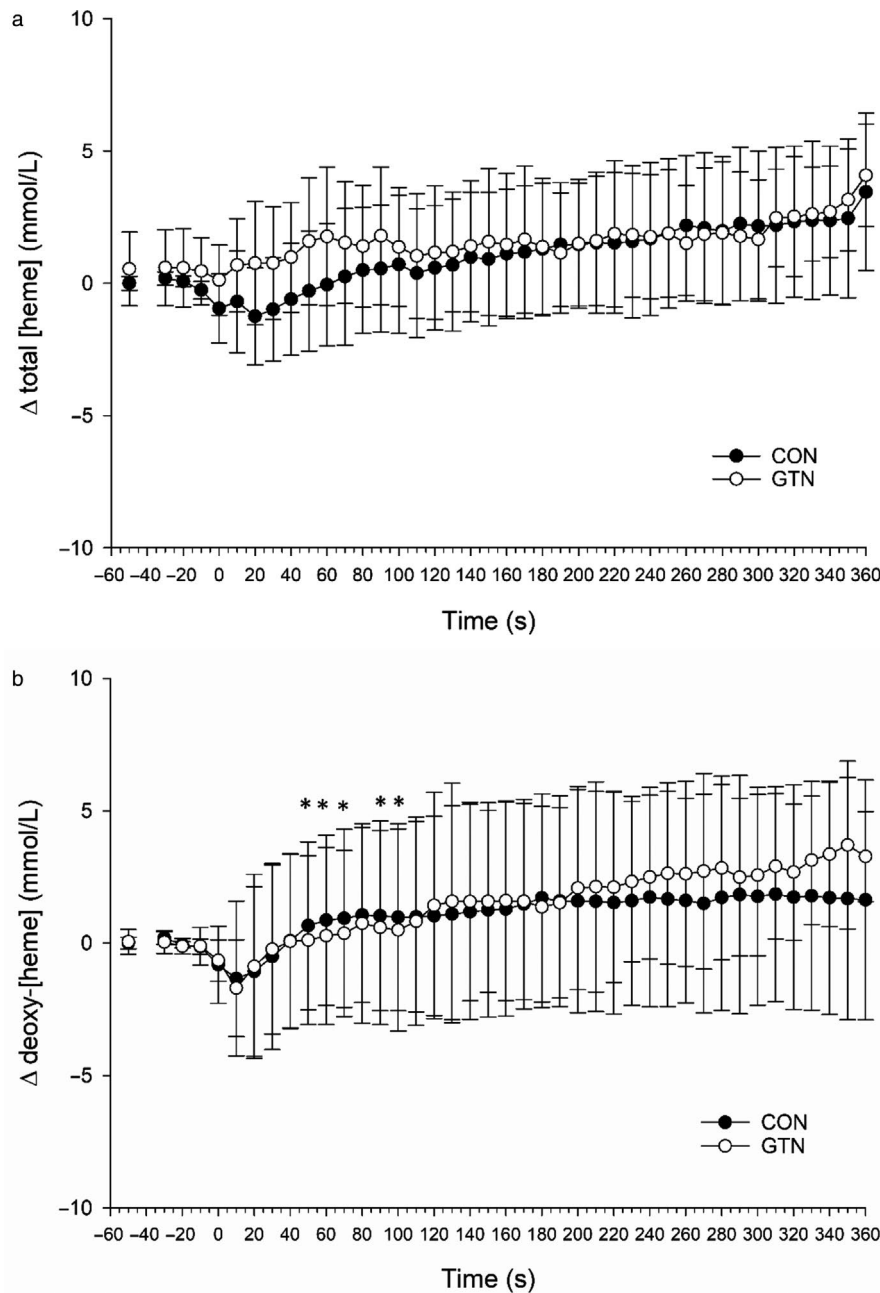 a
10
5
0
−5
−10
Δ total [heme] (mmol/L)
CON
GTN
−60 −40 −20 0 20 40 60 80 100 120 140 160 180 200 220 240 260 280 300 320 340 360
Time (s)
b
10
5
0
−5
−10
Δ deoxy-[heme] (mmol/L)
* * * * *
CON
GTN
−60 −40 −20 0 20 40 60 80 100 120 140 160 180 200 220 240 260 280 300 320 340 360
Time (s)